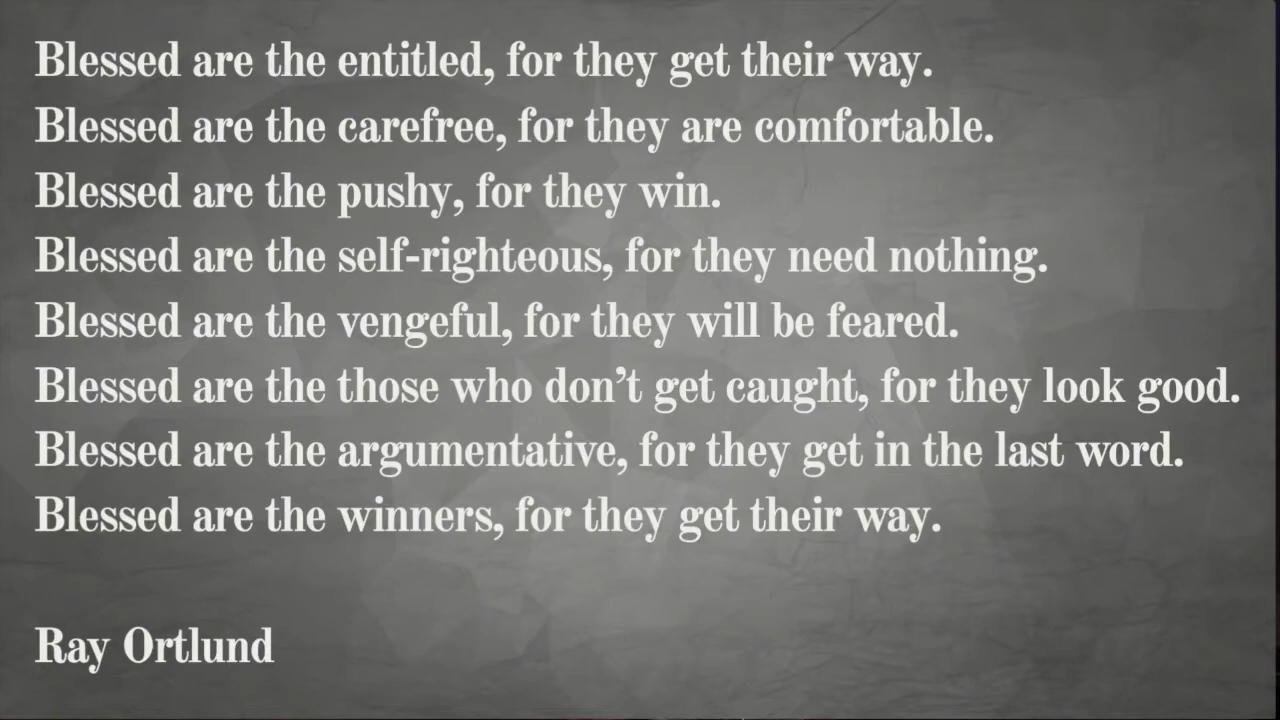 Blessed are the entitled, for they get their way.
Blessed are the carefree, for they are comfortable.
Blessed are the pushy, for they win.
Blessed are the self-righteous, for they need nothing.
Blessed are the vengeful, for they will be feared.
Blessed are the those who don’t get caught, for they look good.
Blessed are the argumentative, for they get in the last word.
Blessed are the winners, for they get their way.
Ray Ortlund